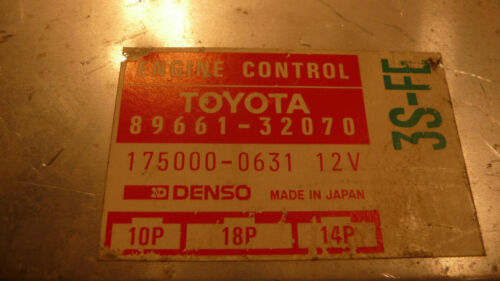 ENGINE CONTROL
TOYOTA
89661-32070
3S-FE
175000-0631 12V
DENSO MADE IN JAPAN
10P 18P 14P